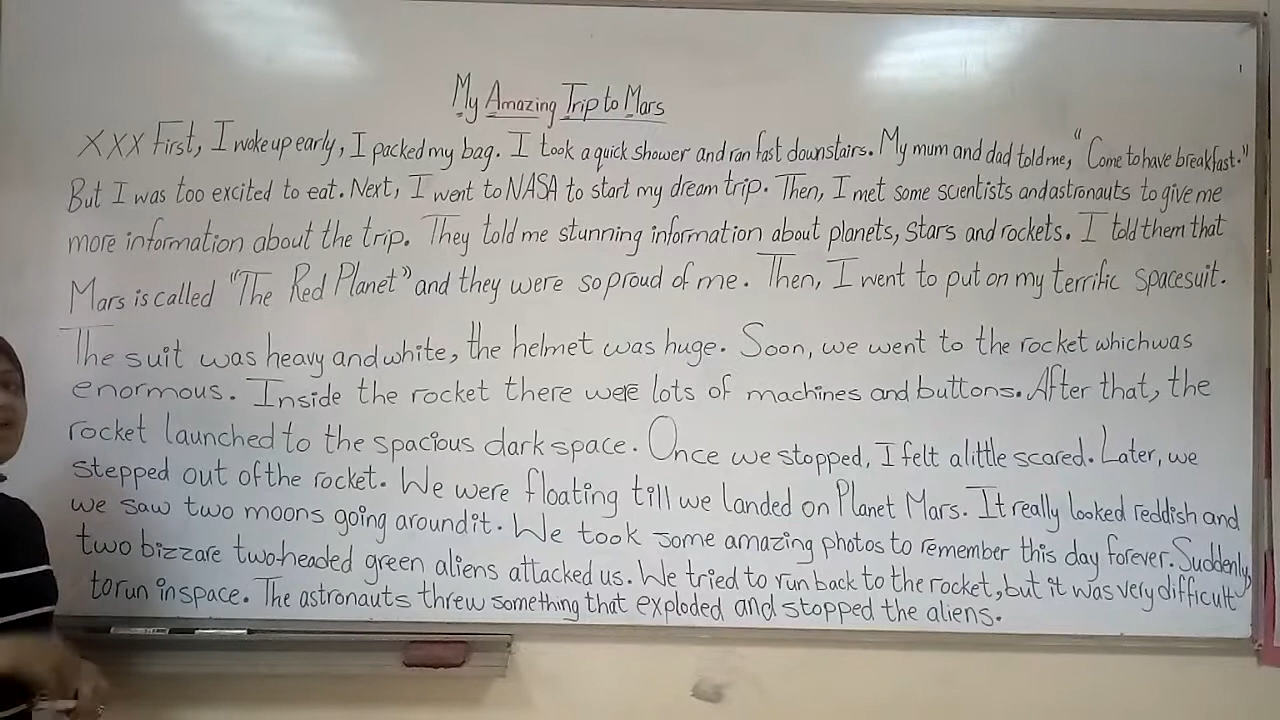 My Amazing Trip to Mars
XXX First, I woke up early, I packed my bag. I took a quick shower and ran fast downstairs. My mum and dad told me, "Come to have breakfast."
But I was too excited to eat. Next, I went to NASA to start my dream trip. Then, I met some scientists and astronauts to give me
more information about the trip. They told me stunning information about planets, stars and rockets. I told them that
Mars is called "The Red Planet" and they were so proud of me. Then, I went to put on my terrific spacesuit.
The suit was heavy and white, the helmet was huge. Soon, we went to the rocket which was
enormous. Inside the rocket there were lots of machines and buttons. After that, the
rocket launched to the spacious dark space. Once we stopped, I felt a little scared. Later, we
stepped out of the rocket. We were floating till we landed on Planet Mars. It really looked reddish and
we saw two moons going around it. We took some amazing photos to remember this day forever. Suddenly,
two bizzare two-headed green aliens attacked us. We tried to run back to the rocket, but it was very difficult
to run in space. The astronauts threw something that exploded and stopped the aliens.